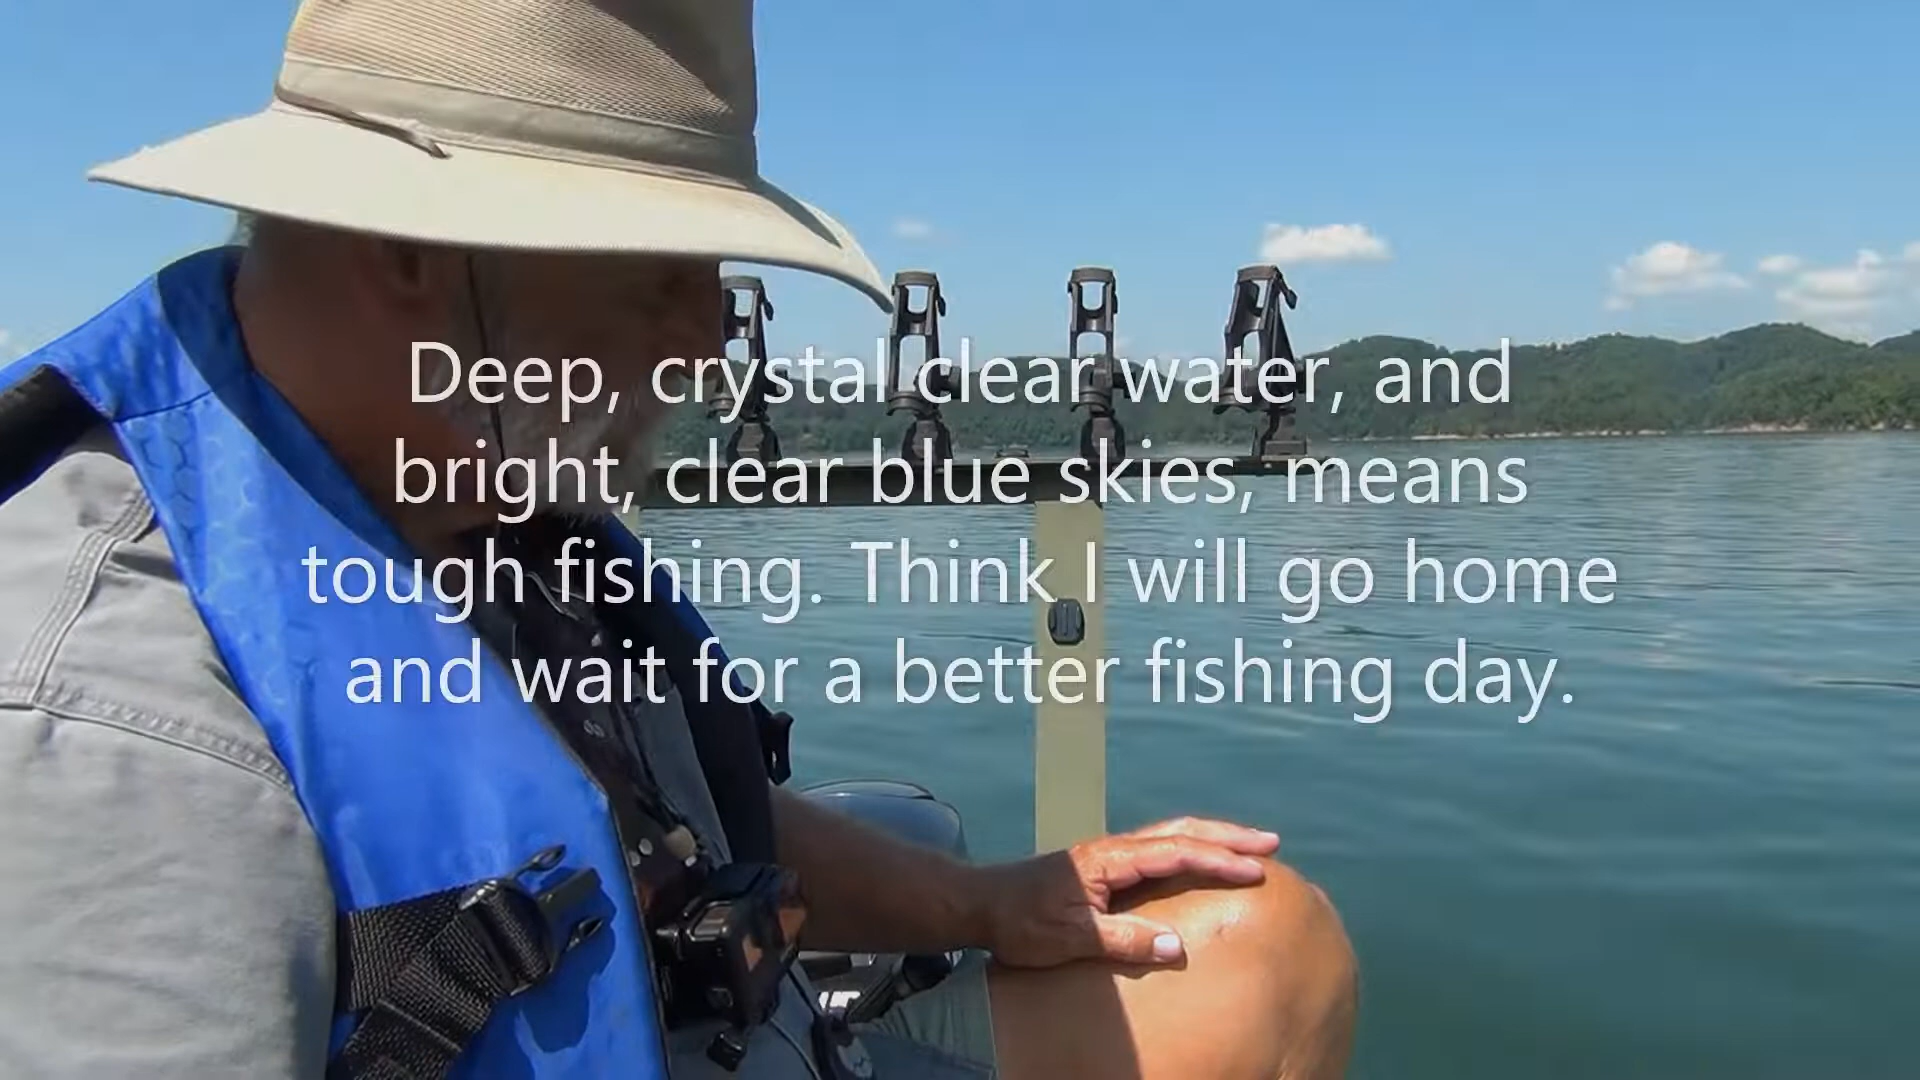 Deep, crystal clear water, and
bright, clear blue skies, means
tough fishing. Think I will go home
and wait for a better fishing day.